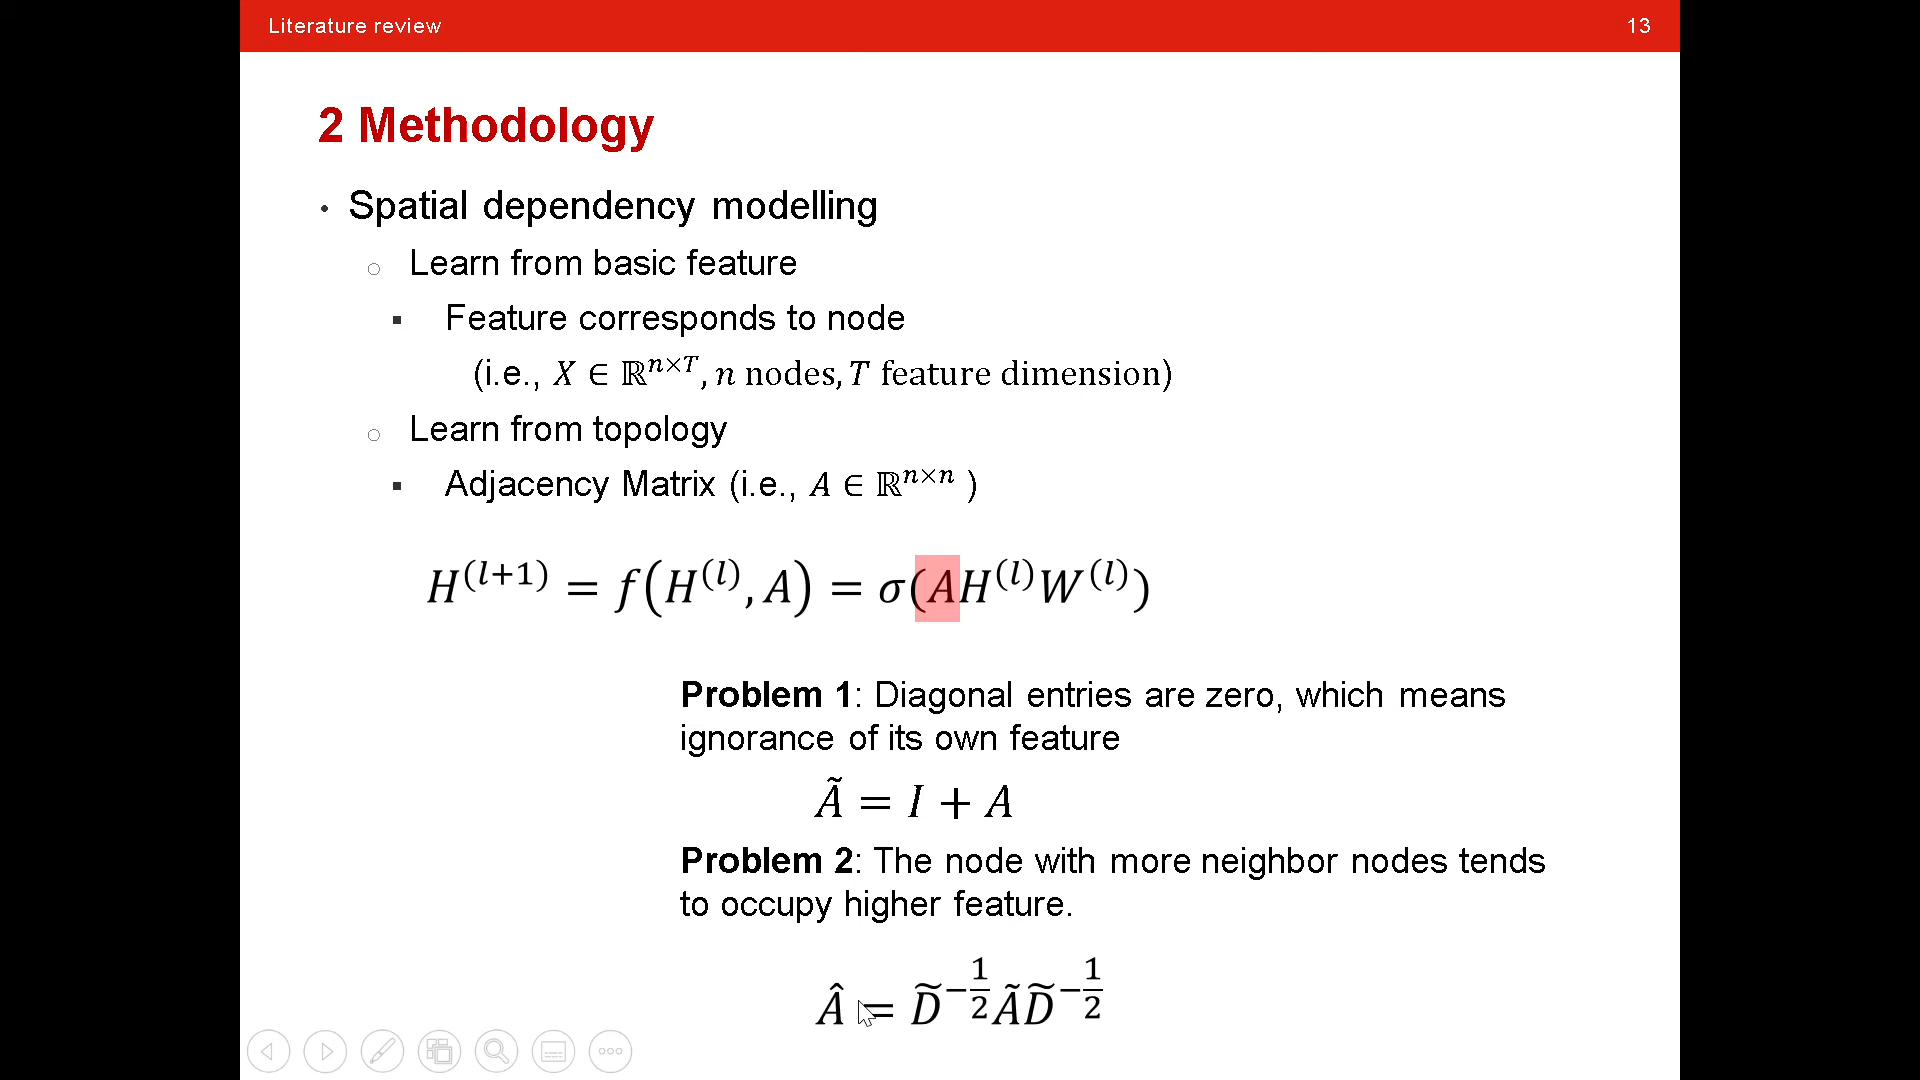 Literature review 13
2 Methodology
• Spatial dependency modelling
○ Learn from basic feature
▪ Feature corresponds to node
(i.e., 𝑋 ∈ ℝ^{𝑛×𝑇}, 𝑛 nodes, 𝑇 feature dimension)
○ Learn from topology
▪ Adjacency Matrix (i.e., 𝐴 ∈ ℝ^{𝑛×𝑛} )
𝐻^{(𝑙+1)} = 𝑓(𝐻^{(𝑙)}, 𝐴) = 𝜎(𝐴𝐻^{(𝑙)}𝑊^{(𝑙)})
Problem 1: Diagonal entries are zero, which means
ignorance of its own feature
Ã = 𝐼 + 𝐴
Problem 2: The node with more neighbor nodes tends
to occupy higher feature.
Â = D̃^{-1/2}ÃD̃^{-1/2}